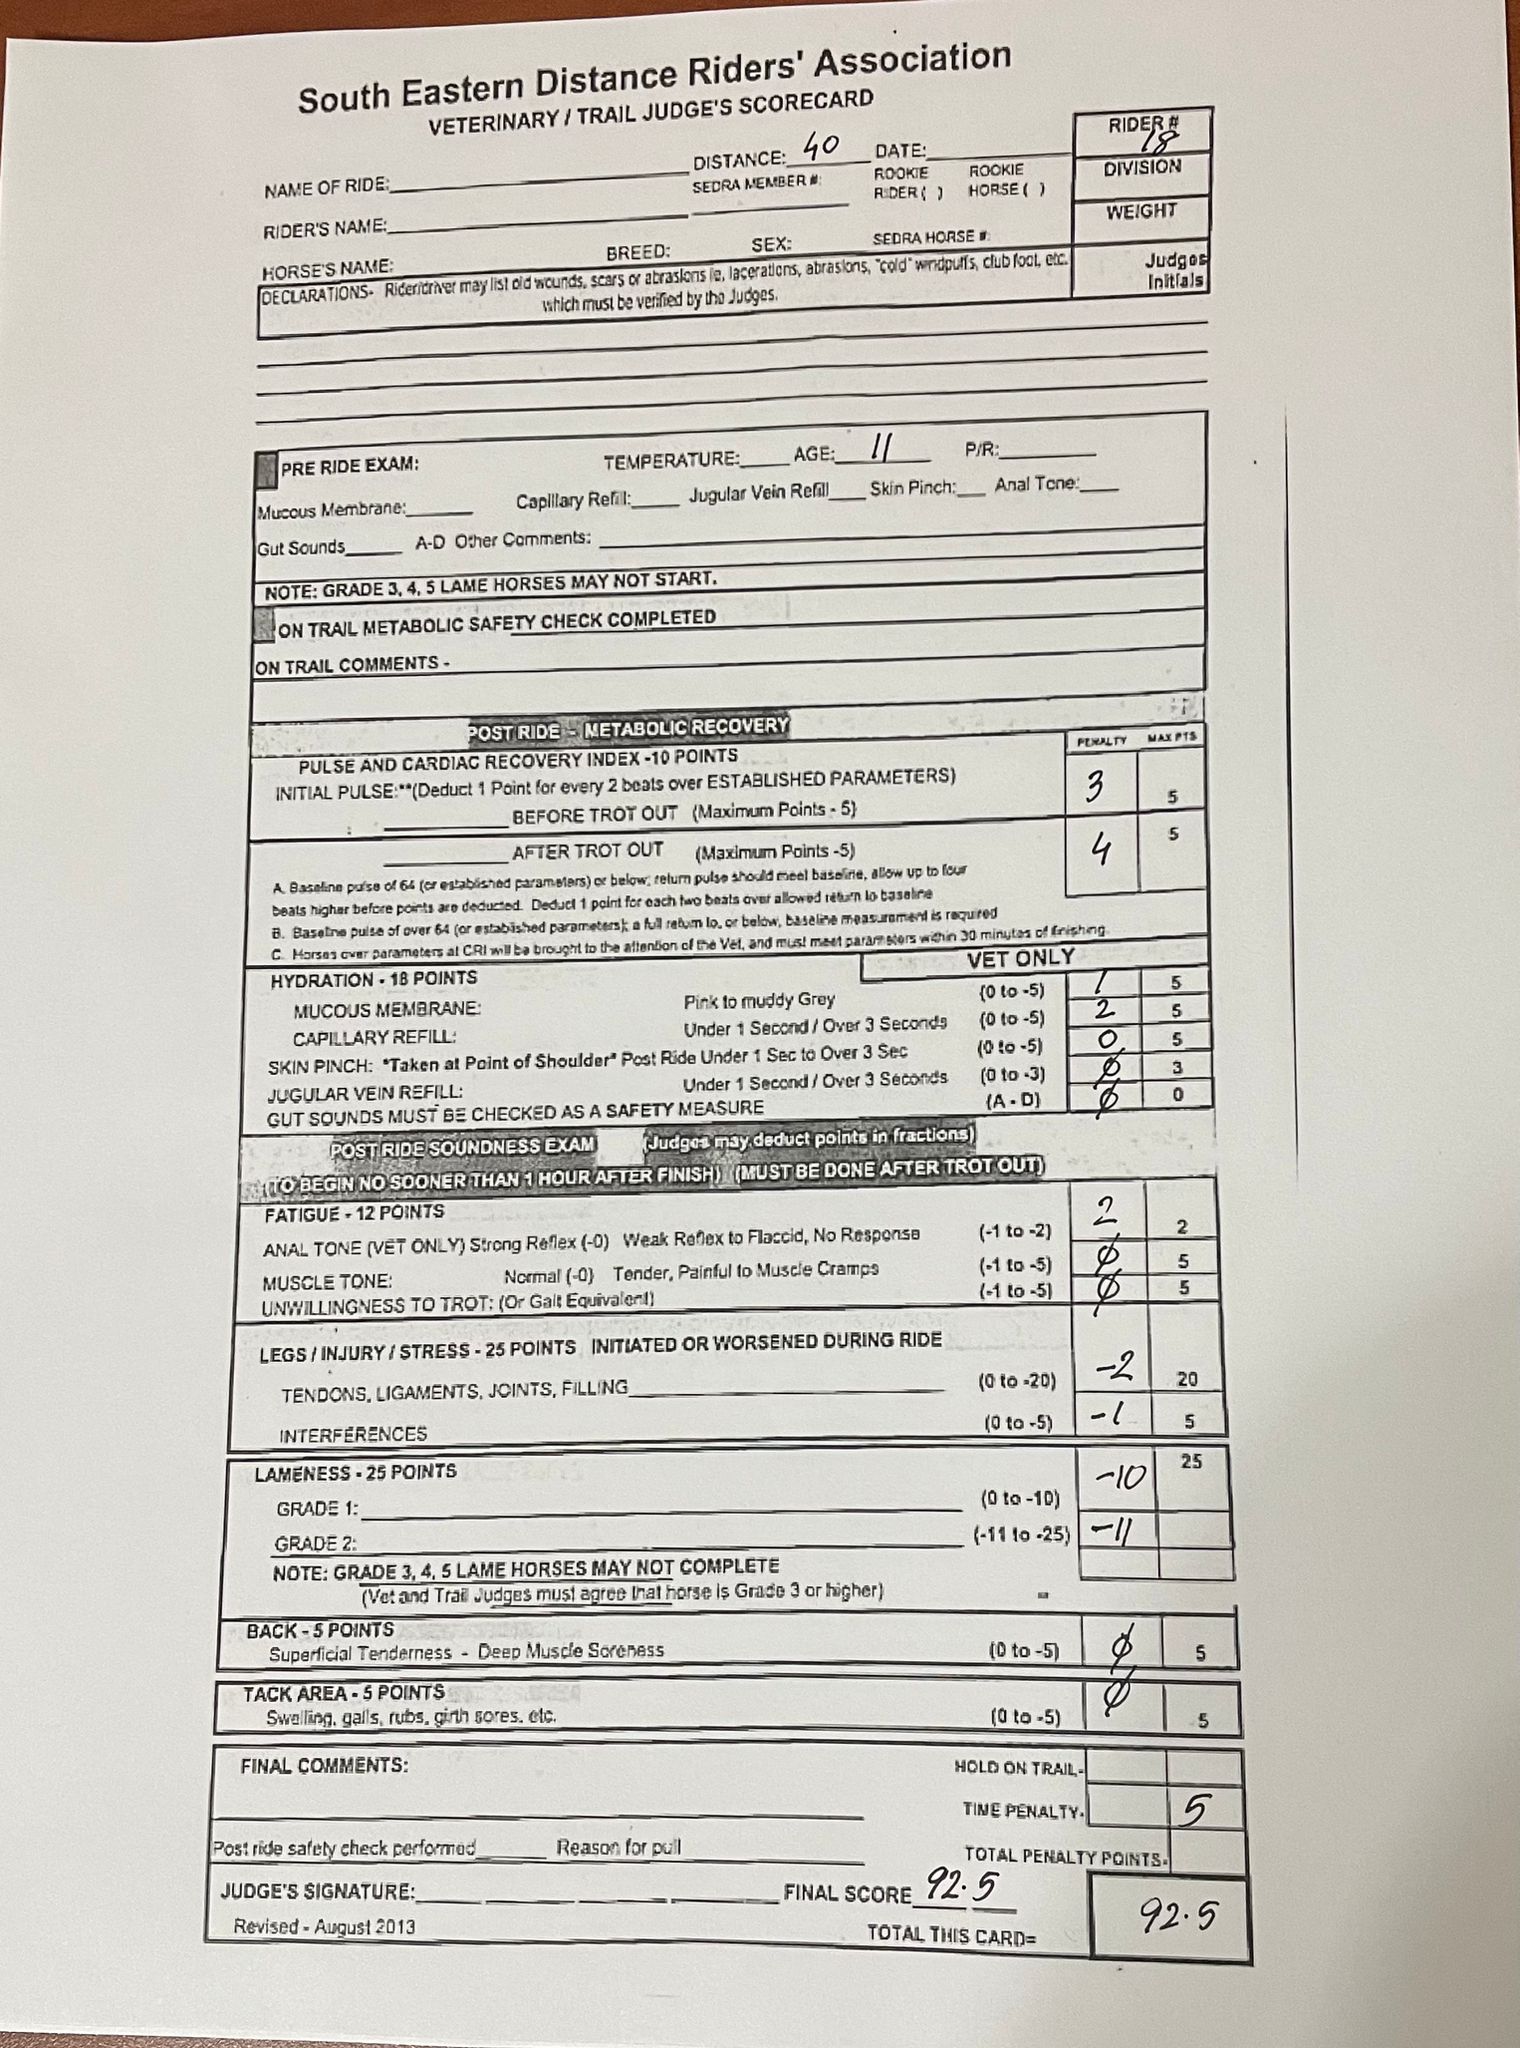 South Eastern Distance Riders' Association
VETERINARY / TRAIL JUDGE'S SCORECARD
RIDER #
18
NAME OF RIDE: DISTANCE: 40 DATE:
SEDRA MEMBER #: ROOKIE RIDER ( ) ROOKIE HORSE ( )
DIVISION
RIDER'S NAME:
WEIGHT
HORSE'S NAME: BREED: SEX: SEDRA HORSE #:
DECLARATIONS- Rider/driver may list old wounds, scars or abrasions ie, lacerations, abrasions, "cold" windpuffs, club foot, etc.
which must be verified by the Judges.
Judges
Initials
PRE RIDE EXAM: TEMPERATURE: AGE: 11 P/R:
Mucous Membrane: Capillary Refill: Jugular Vein Refill Skin Pinch: Anal Tone:
Gut Sounds A-D Other Comments:
NOTE: GRADE 3, 4, 5 LAME HORSES MAY NOT START.
ON TRAIL METABOLIC SAFETY CHECK COMPLETED
ON TRAIL COMMENTS -
POST RIDE - METABOLIC RECOVERY
PENALTY MAX PTS
PULSE AND CARDIAC RECOVERY INDEX -10 POINTS
INITIAL PULSE:**(Deduct 1 Point for every 2 beats over ESTABLISHED PARAMETERS)
: BEFORE TROT OUT (Maximum Points - 5) 3 5
AFTER TROT OUT (Maximum Points -5) 4 5
A. Baseline pulse of 64 (or established parameters) or below; return pulse should meet baseline, allow up to four
beats higher before points are deducted. Deduct 1 point for each two beats over allowed return to baseline
B. Baseline pulse of over 64 (or established parameters); a full return to, or below, baseline measurement is required
C. Horses over parameters at CRI will be brought to the attention of the Vet, and must meet parameters within 30 minutes of finishing.
HYDRATION - 18 POINTS VET ONLY
MUCOUS MEMBRANE: Pink to muddy Grey (0 to -5) 1 5
CAPILLARY REFILL: Under 1 Second / Over 3 Seconds (0 to -5) 2 5
SKIN PINCH: *Taken at Point of Shoulder* Post Ride Under 1 Sec to Over 3 Sec (0 to -5) 0 5
JUGULAR VEIN REFILL: Under 1 Second / Over 3 Seconds (0 to -3) Ø 3
GUT SOUNDS MUST BE CHECKED AS A SAFETY MEASURE (A - D) Ø 0
POST RIDE SOUNDNESS EXAM (Judges may deduct points in fractions)
(TO BEGIN NO SOONER THAN 1 HOUR AFTER FINISH) (MUST BE DONE AFTER TROT OUT)
FATIGUE - 12 POINTS
ANAL TONE (VET ONLY) Strong Reflex (-0) Weak Reflex to Flaccid, No Response (-1 to -2) 2 2
MUSCLE TONE: Normal (-0) Tender, Painful to Muscle Cramps (-1 to -5) Ø 5
UNWILLINGNESS TO TROT: (Or Gait Equivalent) (-1 to -5) Ø 5
LEGS / INJURY / STRESS - 25 POINTS INITIATED OR WORSENED DURING RIDE
TENDONS, LIGAMENTS, JOINTS, FILLING (0 to -20) -2 20
INTERFERENCES (0 to -5) -1 5
LAMENESS - 25 POINTS 25
GRADE 1: (0 to -10) -10
GRADE 2: (-11 to -25) -11
NOTE: GRADE 3, 4, 5 LAME HORSES MAY NOT COMPLETE
(Vet and Trail Judges must agree that horse is Grade 3 or higher)
BACK - 5 POINTS
Superficial Tenderness - Deep Muscle Soreness (0 to -5) Ø 5
TACK AREA - 5 POINTS
Swelling, galls, rubs, girth sores, etc. (0 to -5) Ø 5
FINAL COMMENTS: HOLD ON TRAIL-
TIME PENALTY- 5
Post ride safety check performed Reason for pull TOTAL PENALTY POINTS-
JUDGE'S SIGNATURE: FINAL SCORE 92.5
Revised - August 2013 TOTAL THIS CARD= 92.5